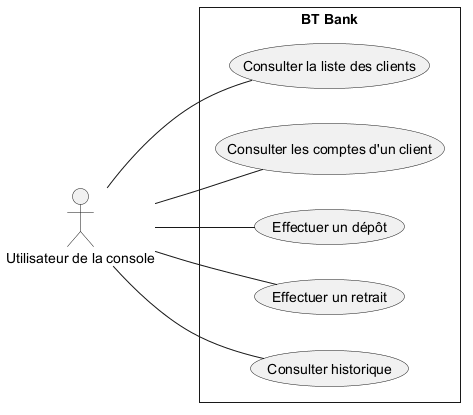 BT Bank
Consulter la liste des clients
Consulter les comptes d'un client
Effectuer un dépôt
Utilisateur de la console
Effectuer un retrait
Consulter historique